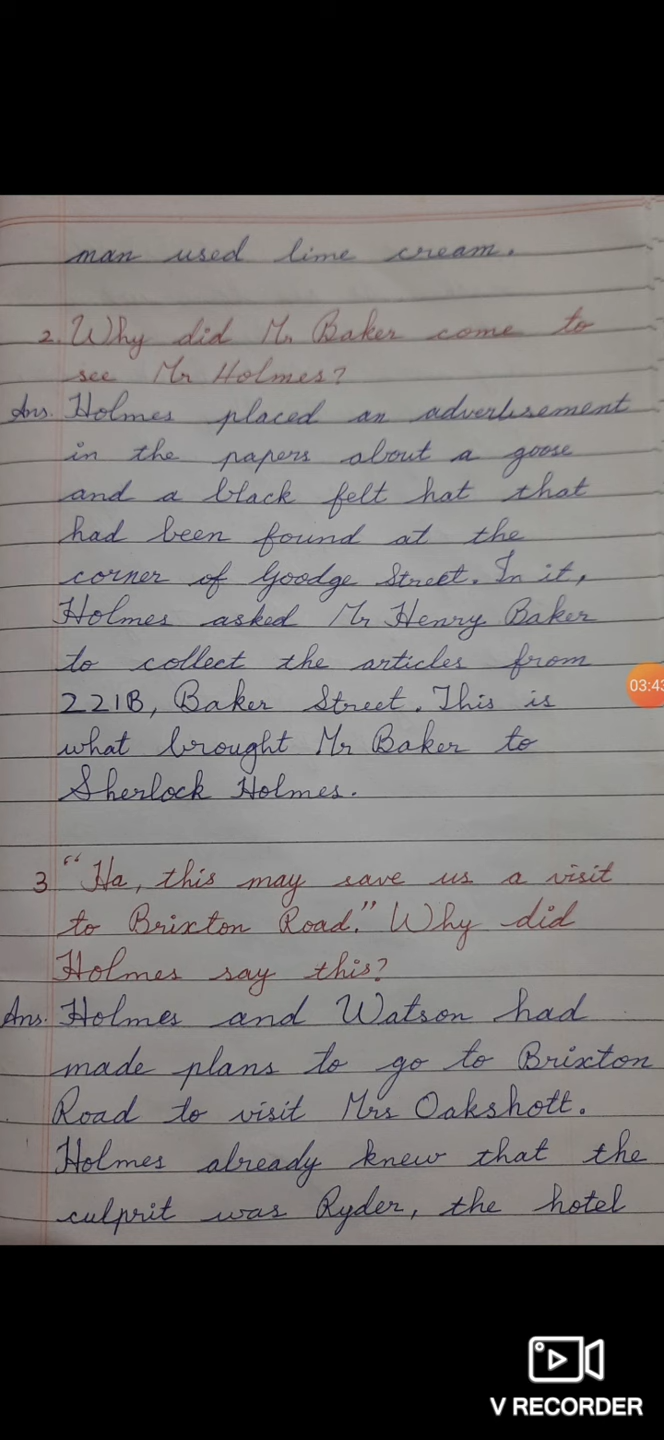 man used lime cream.
2. Why did Mr Baker come to
see Mr Holmes?
Ans. Holmes placed an advertisement
in the papers about a goose
and a black felt hat that
had been found at the
corner of Goodge Street. In it,
Holmes asked Mr Henry Baker
to collect the articles from
221B, Baker Street. This is
what brought Mr Baker to
Sherlock Holmes.
03:43
3 "Ha, this may save us a visit
to Brixton Road." Why did
Holmes say this?
Ans. Holmes and Watson had
made plans to go to Brixton
Road to visit Mrs Oakshott.
Holmes already knew that the
culprit was Ryder, the hotel
V RECORDER